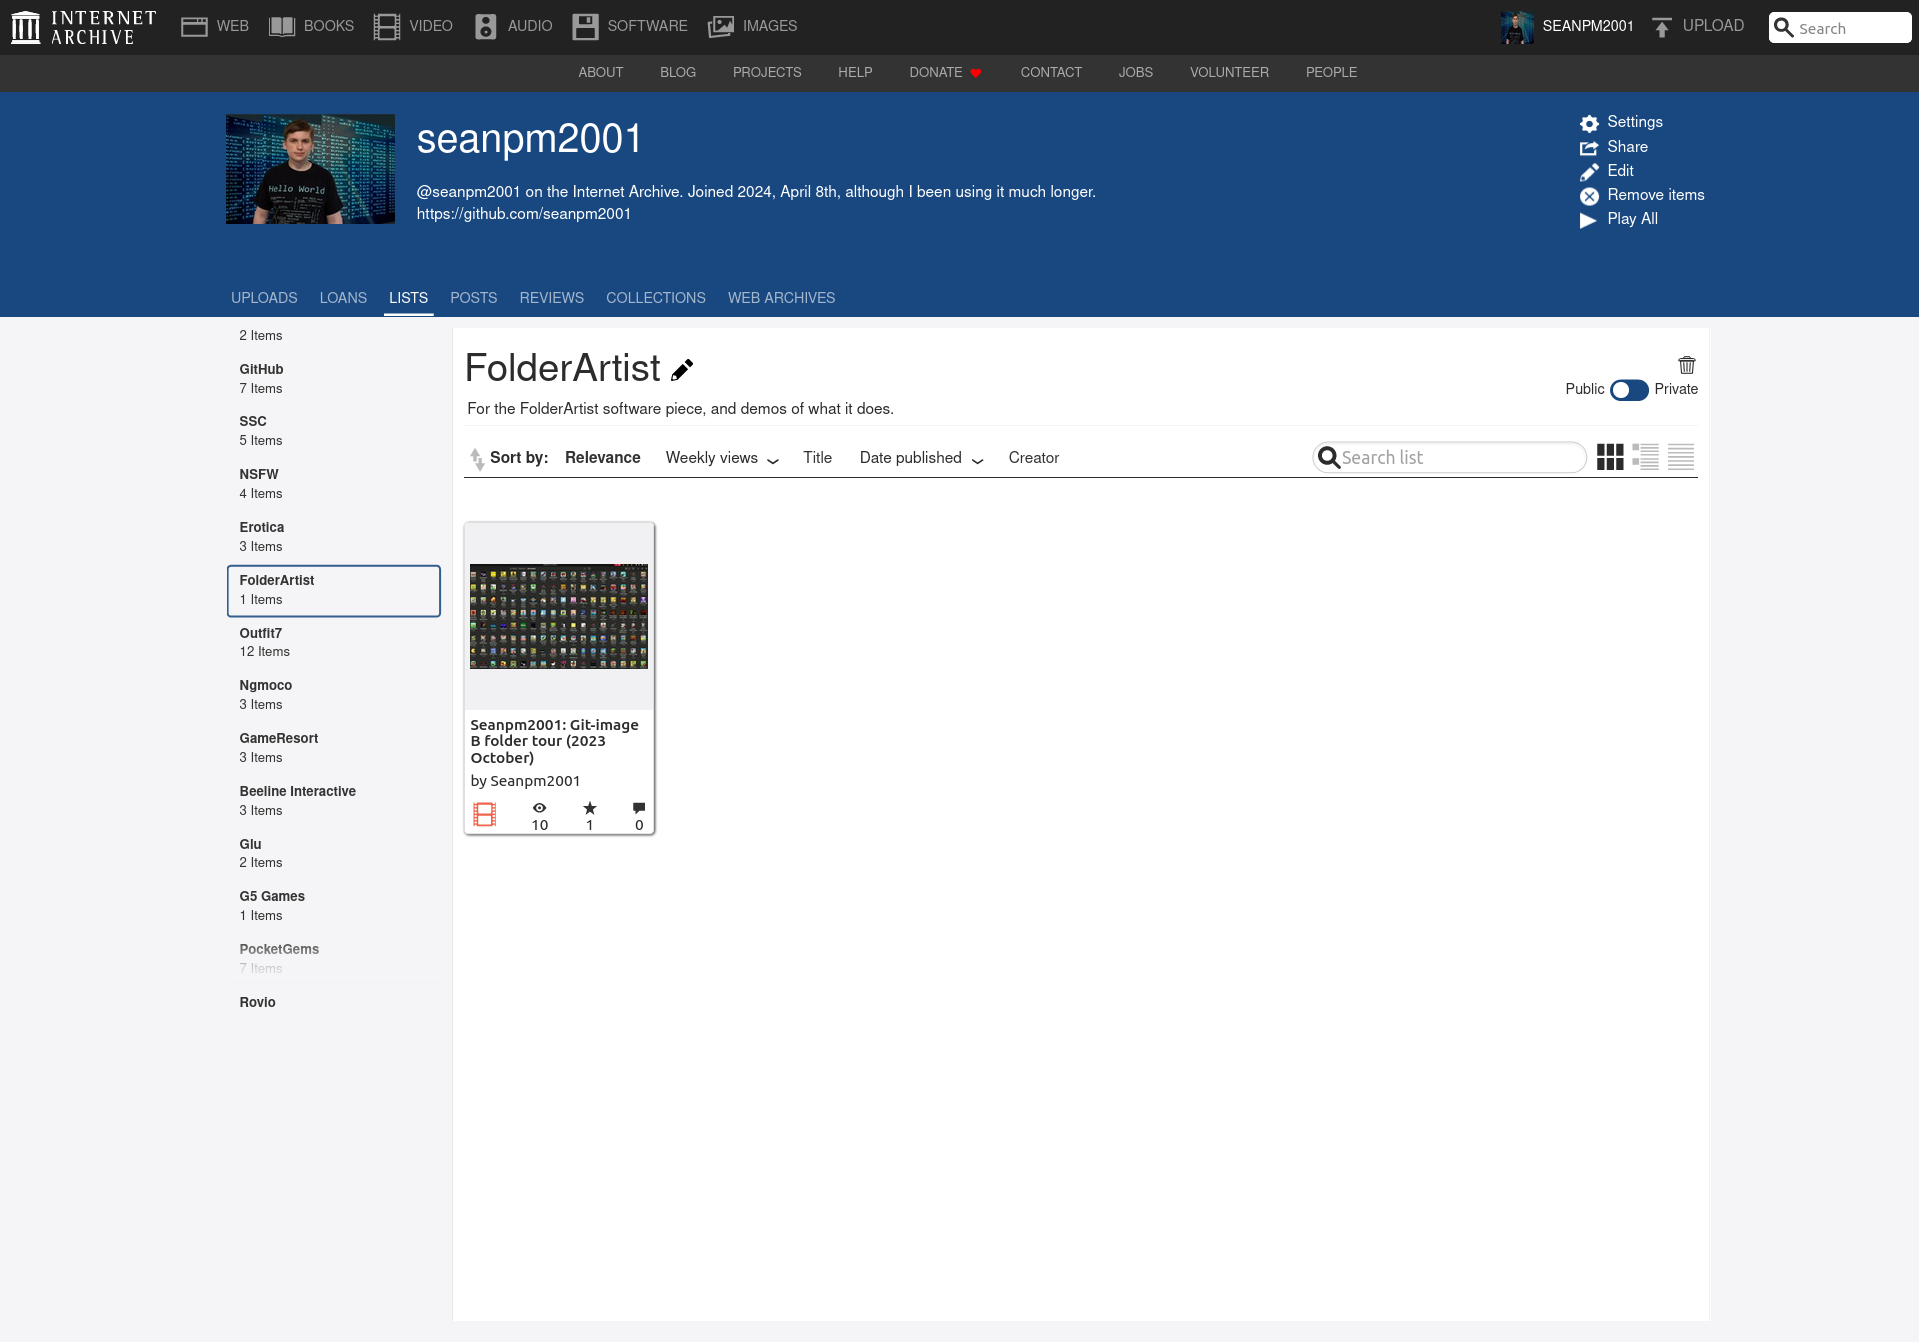 INTERNET ARCHIVE
WEB BOOKS VIDEO AUDIO SOFTWARE IMAGES
SEANPM2001 UPLOAD Search
ABOUT BLOG PROJECTS HELP DONATE CONTACT JOBS VOLUNTEER PEOPLE
seanpm2001
Hello World
@seanpm2001 on the Internet Archive. Joined 2024, April 8th, although I been using it much longer.
https://github.com/seanpm2001
Settings
Share
Edit
Remove items
Play All
UPLOADS LOANS LISTS POSTS REVIEWS COLLECTIONS WEB ARCHIVES
2 Items
GitHub
7 Items
SSC
5 Items
NSFW
4 Items
Erotica
3 Items
FolderArtist
1 Items
Outfit7
12 Items
Ngmoco
3 Items
GameResort
3 Items
Beeline Interactive
3 Items
Glu
2 Items
G5 Games
1 Items
PocketGems
7 Items
Rovio
FolderArtist
Public Private
For the FolderArtist software piece, and demos of what it does.
Sort by: Relevance Weekly views Title Date published Creator Search list
Seanpm2001: Git-image
B folder tour (2023
October)
by Seanpm2001
10 1 0